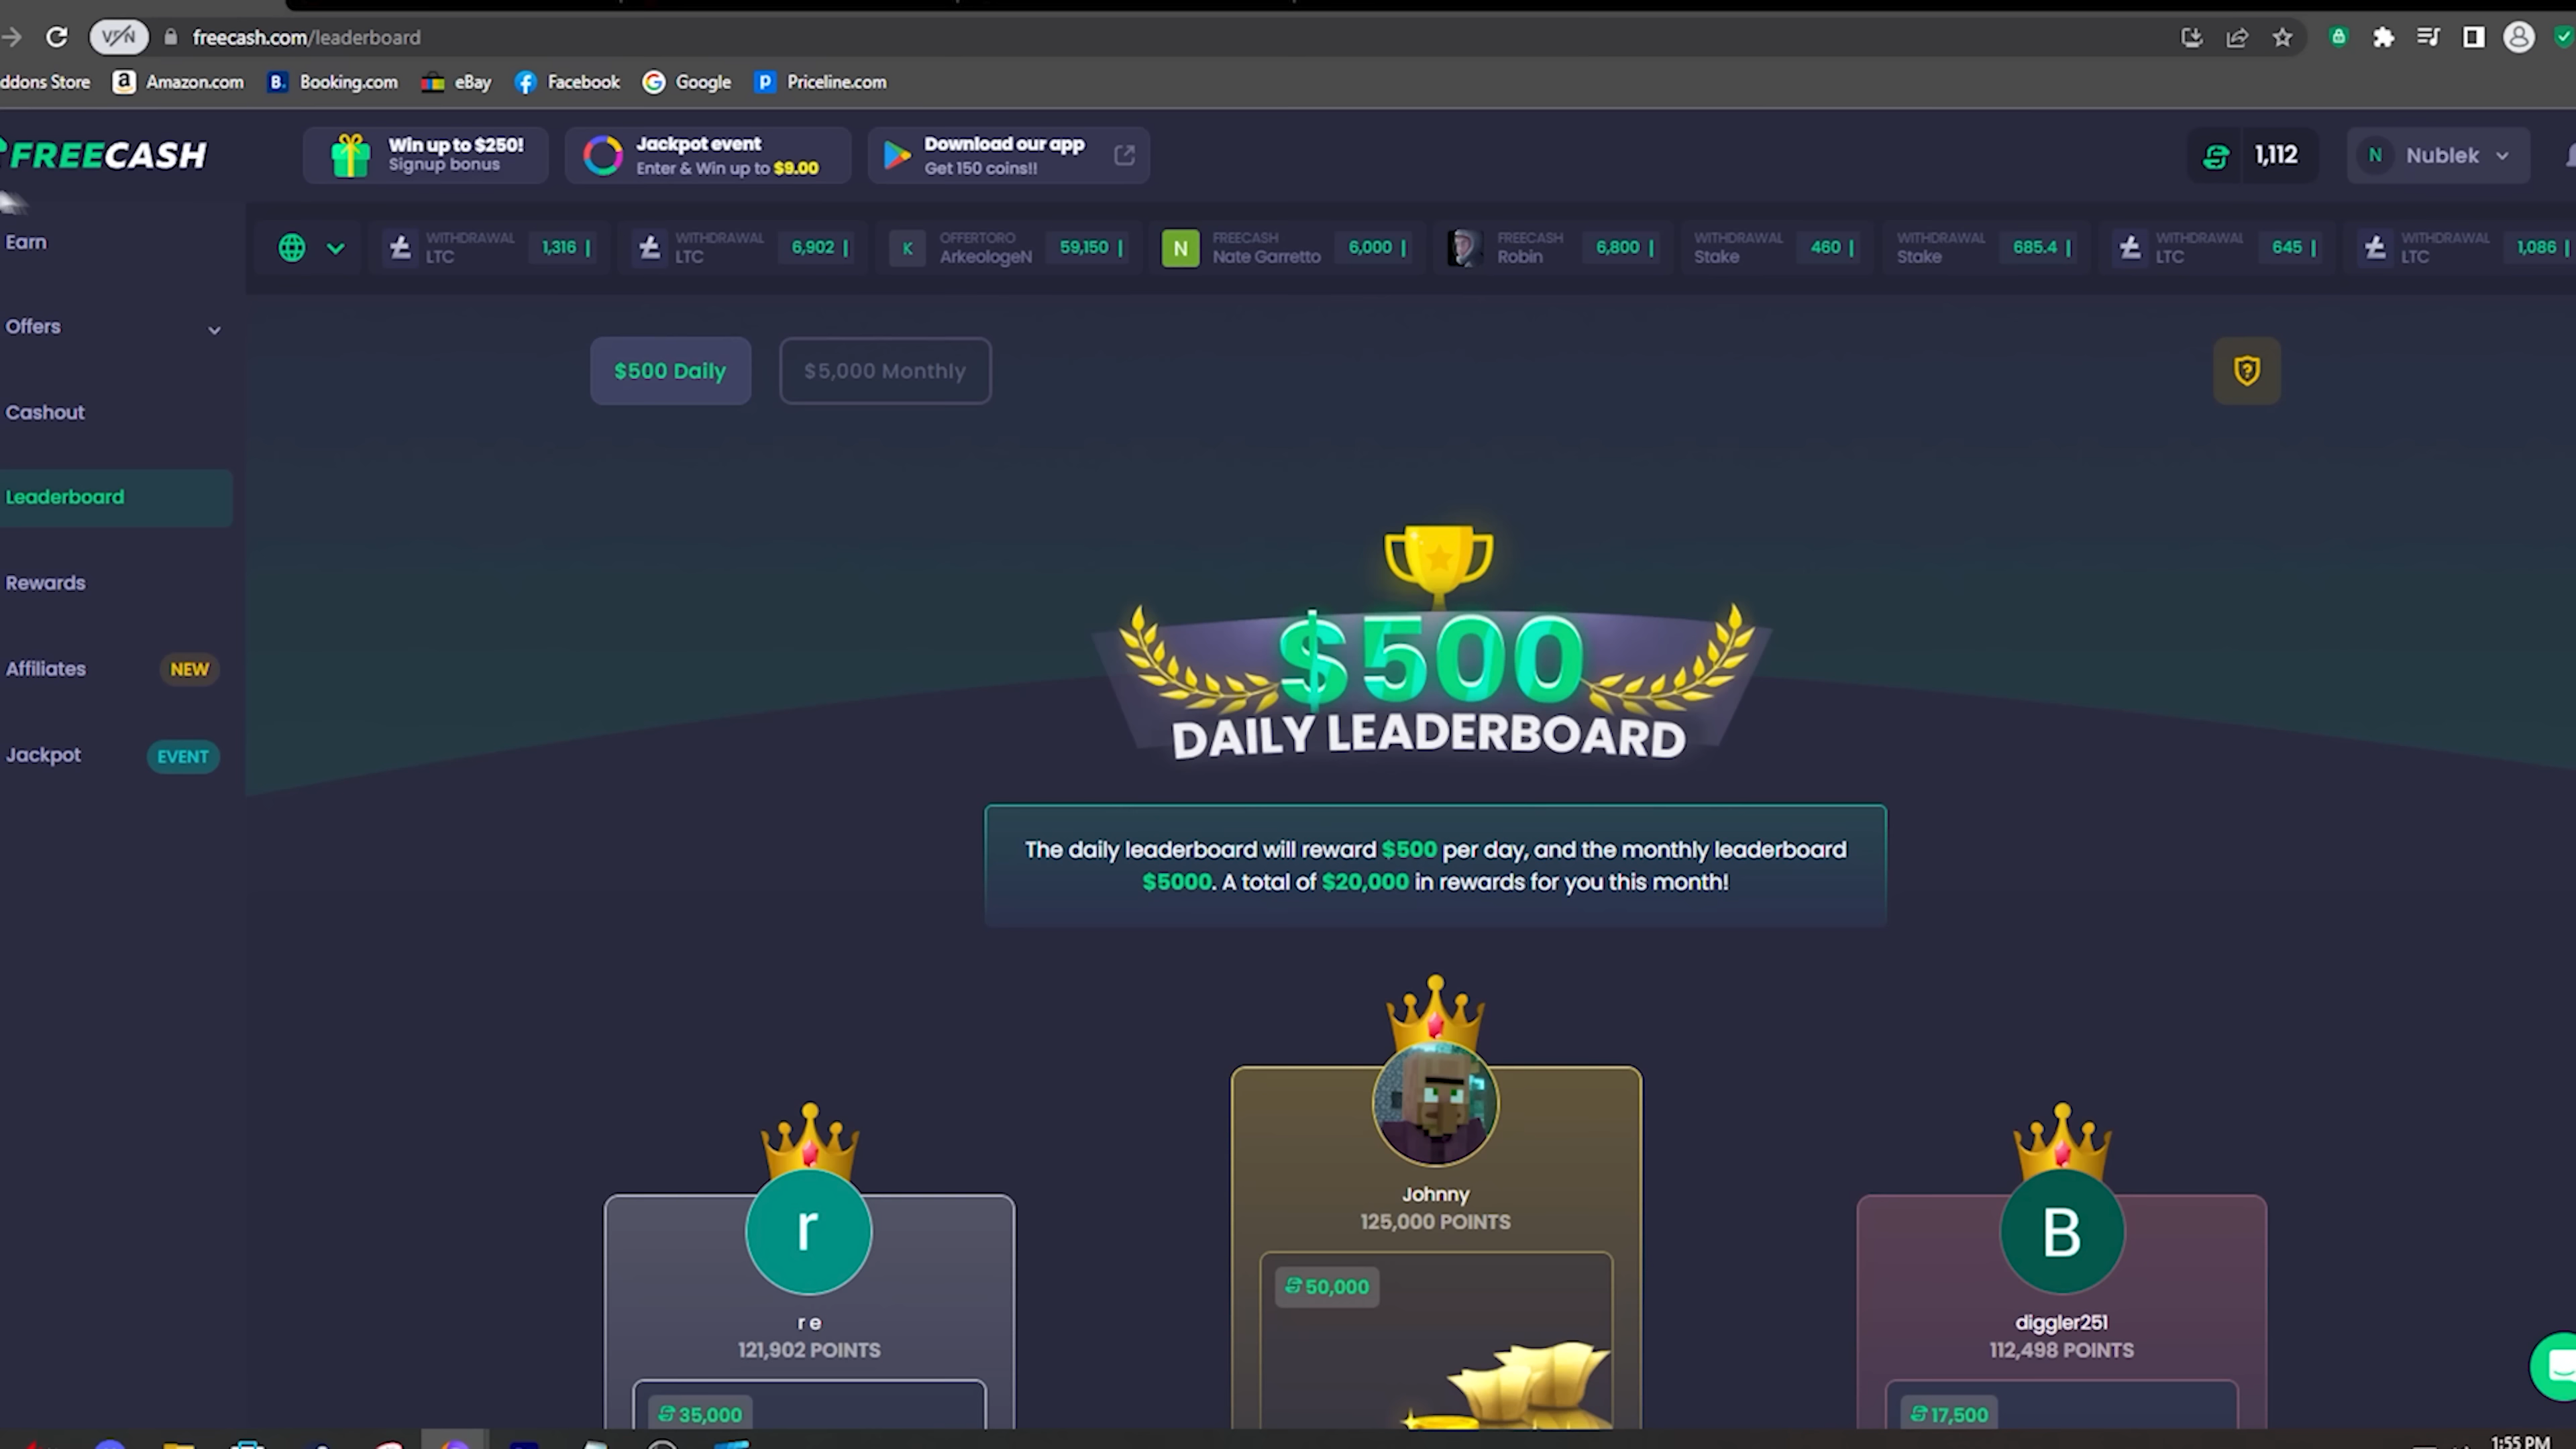 VPN
freecash.com/leaderboard
ddons Store
a
Amazon.com
B.
Booking.com
eBay
Facebook
G
Google
p
Priceline.com
FREECASH
Win up to $250!
Signup bonus
Jackpot event
Enter & Win up to $9.00
Download our app
Get 150 coins!!
1,112
N
Nublek
Earn
Offers
Cashout
Leaderboard
Rewards
Affiliates
NEW
Jackpot
EVENT
WITHDRAWAL
LTC
1,316
WITHDRAWAL
LTC
6,902
K
OFFERTORO
ArkeologeN
59,150
N
FREECASH
Nate Garretto
6,000
FREECASH
Robin
6,800
WITHDRAWAL
Stake
460
WITHDRAWAL
Stake
685.4
WITHDRAWAL
LTC
645
WITHDRAWAL
LTC
1,086
$500 Daily
$5,000 Monthly
?
$500
DAILY LEADERBOARD
The daily leaderboard will reward $500 per day, and the monthly leaderboard
$5000. A total of $20,000 in rewards for you this month!
Johnny
125,000 POINTS
50,000
r
r e
121,902 POINTS
35,000
B
diggler251
112,498 POINTS
17,500
1:55 PM